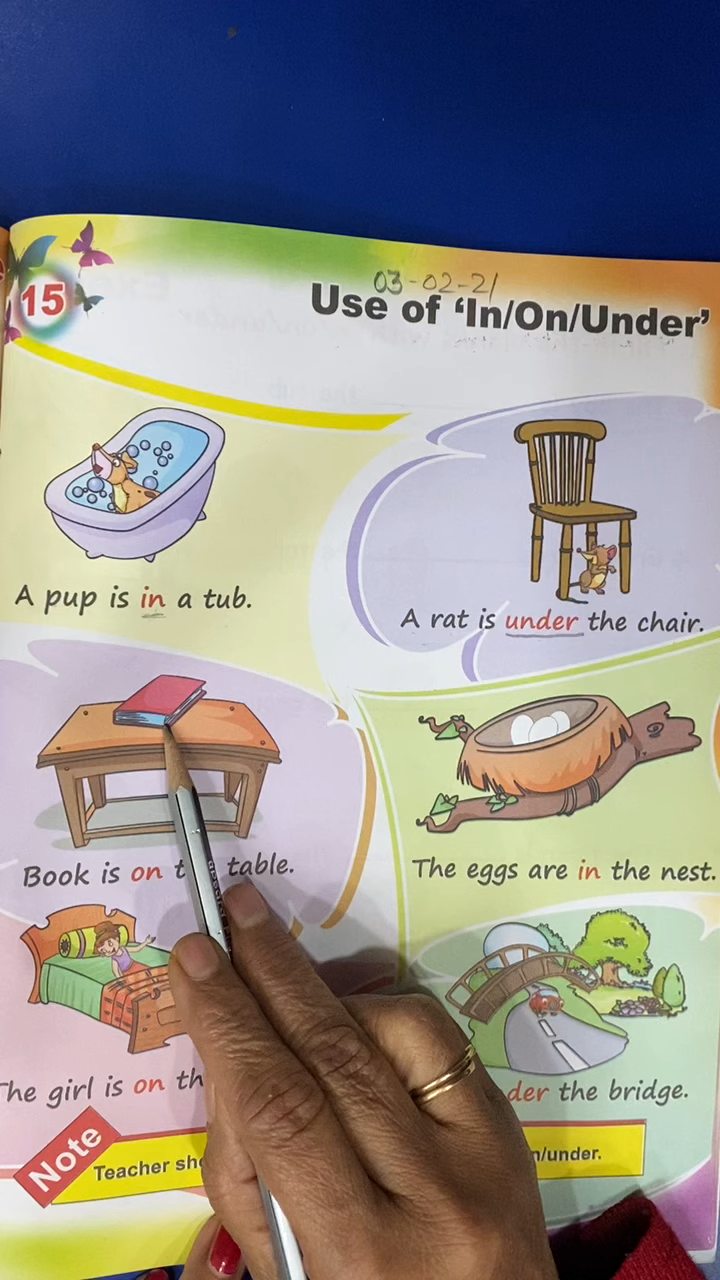 15
03-02-21
Use of 'In/On/Under'
A pup is in a tub.
A rat is under the chair.
Book is on t table.
The eggs are in the nest.
The girl is on th
der the bridge.
Note
Teacher sh
n/under.